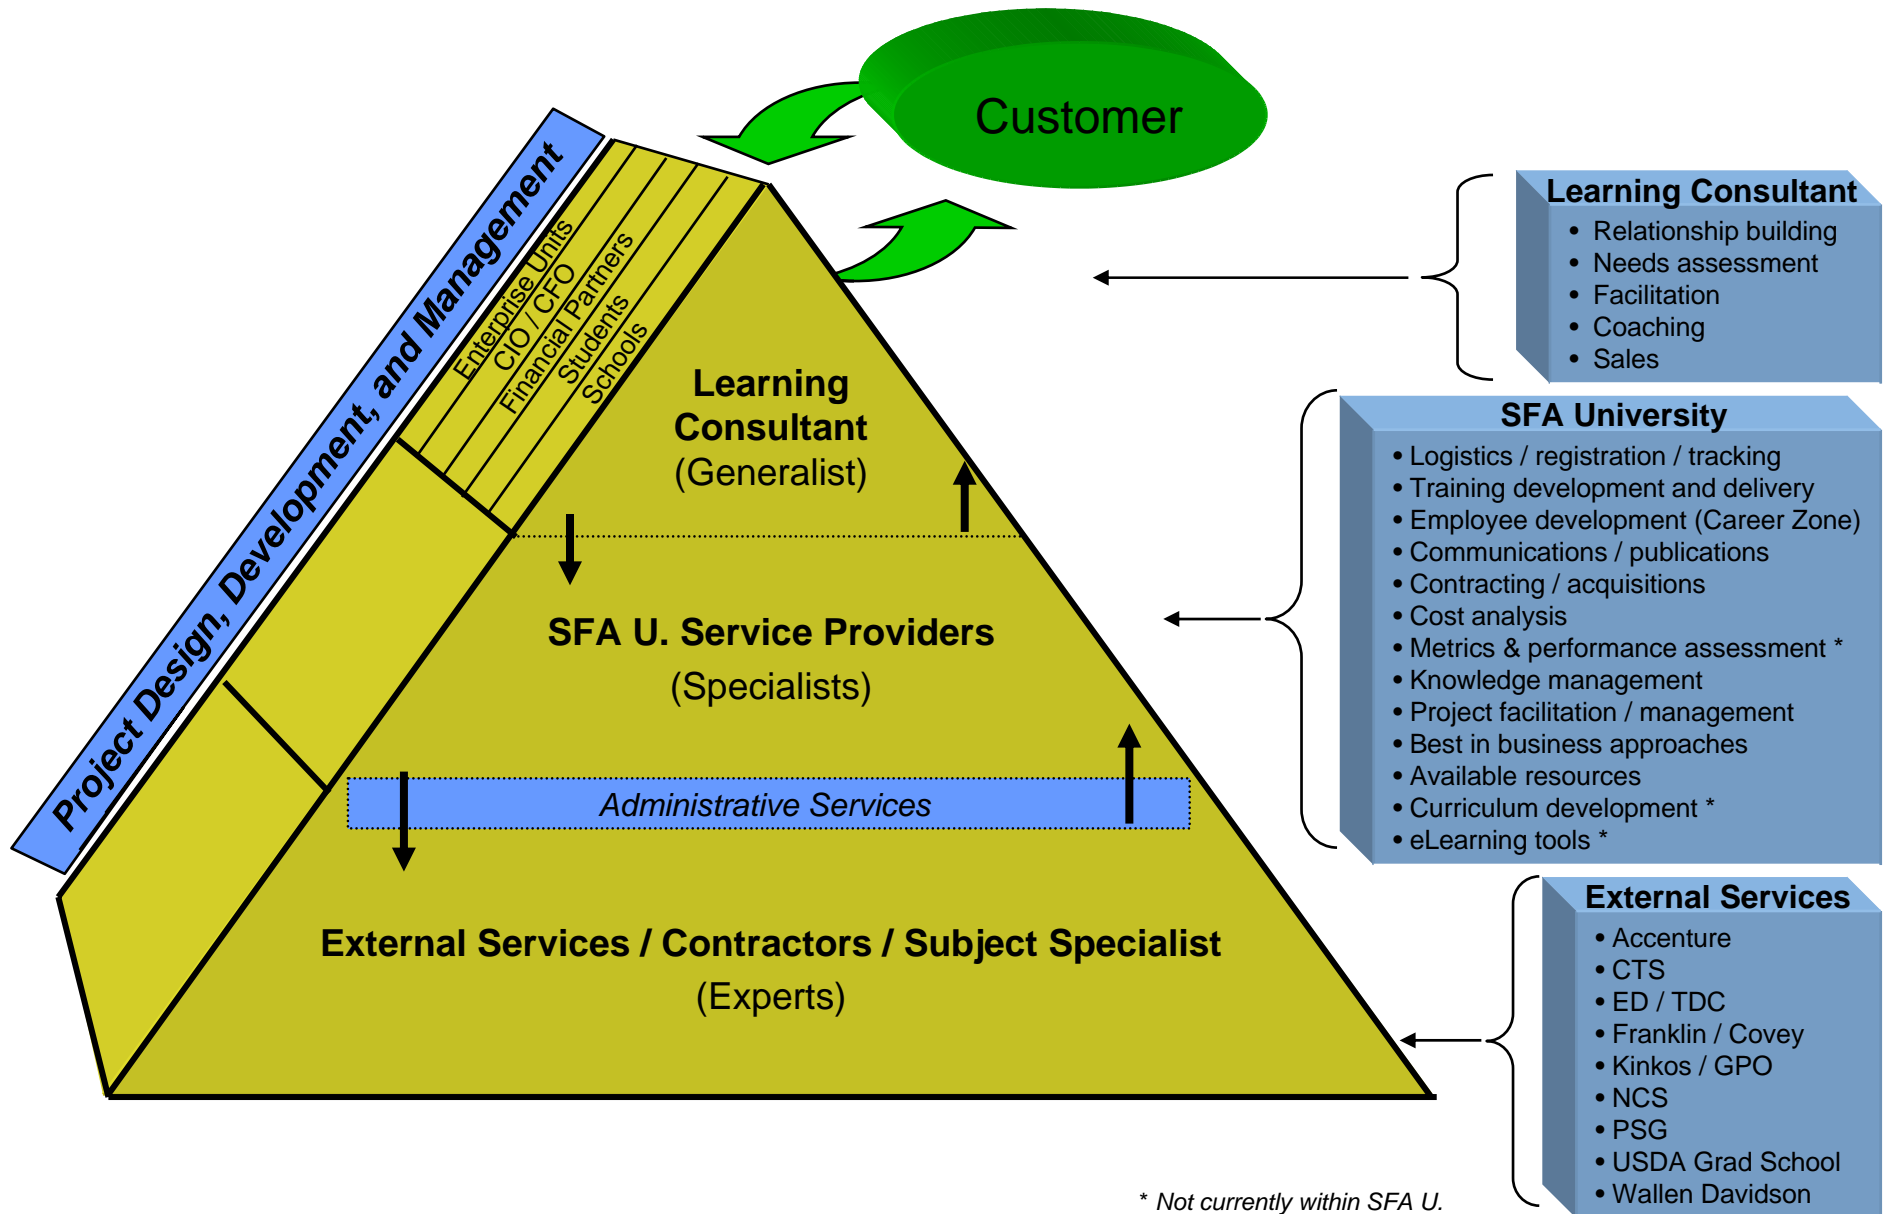 Customer
Project Design, Development, and Management
Enterprise Units
CIO / CFO
Financial Partners
Students
Schools
Learning
Consultant
(Generalist)
SFA U. Service Providers
(Specialists)
Administrative Services
External Services / Contractors / Subject Specialist
(Experts)
Learning Consultant
• Relationship building
• Needs assessment
• Facilitation
• Coaching
• Sales
SFA University
• Logistics / registration / tracking
• Training development and delivery
• Employee development (Career Zone)
• Communications / publications
• Contracting / acquisitions
• Cost analysis
• Metrics & performance assessment *
• Knowledge management
• Project facilitation / management
• Best in business approaches
• Available resources
• Curriculum development *
• eLearning tools *
External Services
• Accenture
• CTS
• ED / TDC
• Franklin / Covey
• Kinkos / GPO
• NCS
• PSG
• USDA Grad School
• Wallen Davidson
* Not currently within SFA U.